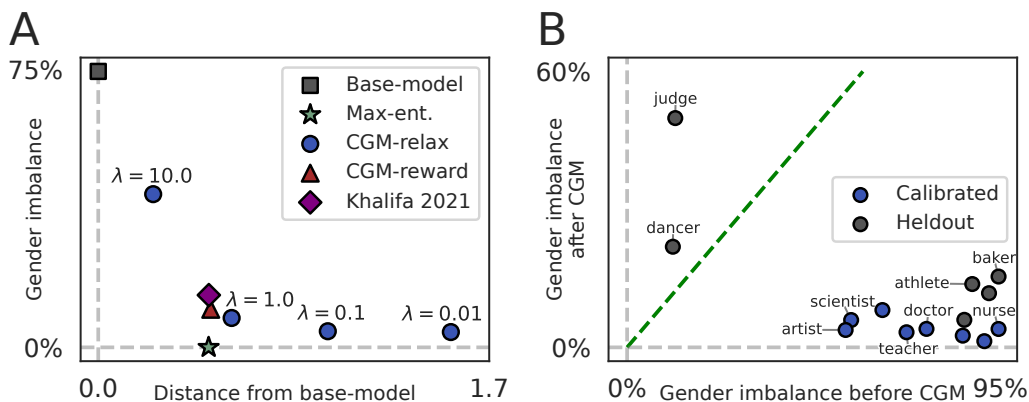 A
75%
0%
Gender imbalance
Base-model
Max-ent.
CGM-relax
CGM-reward
Khalifa 2021
λ = 10.0
λ = 1.0
λ = 0.1
λ = 0.01
0.0
Distance from base-model
1.7
B
60%
0%
Gender imbalance
after CGM
judge
dancer
Calibrated
Heldout
baker
athlete
scientist
doctor
nurse
artist
teacher
0%
Gender imbalance before CGM
95%